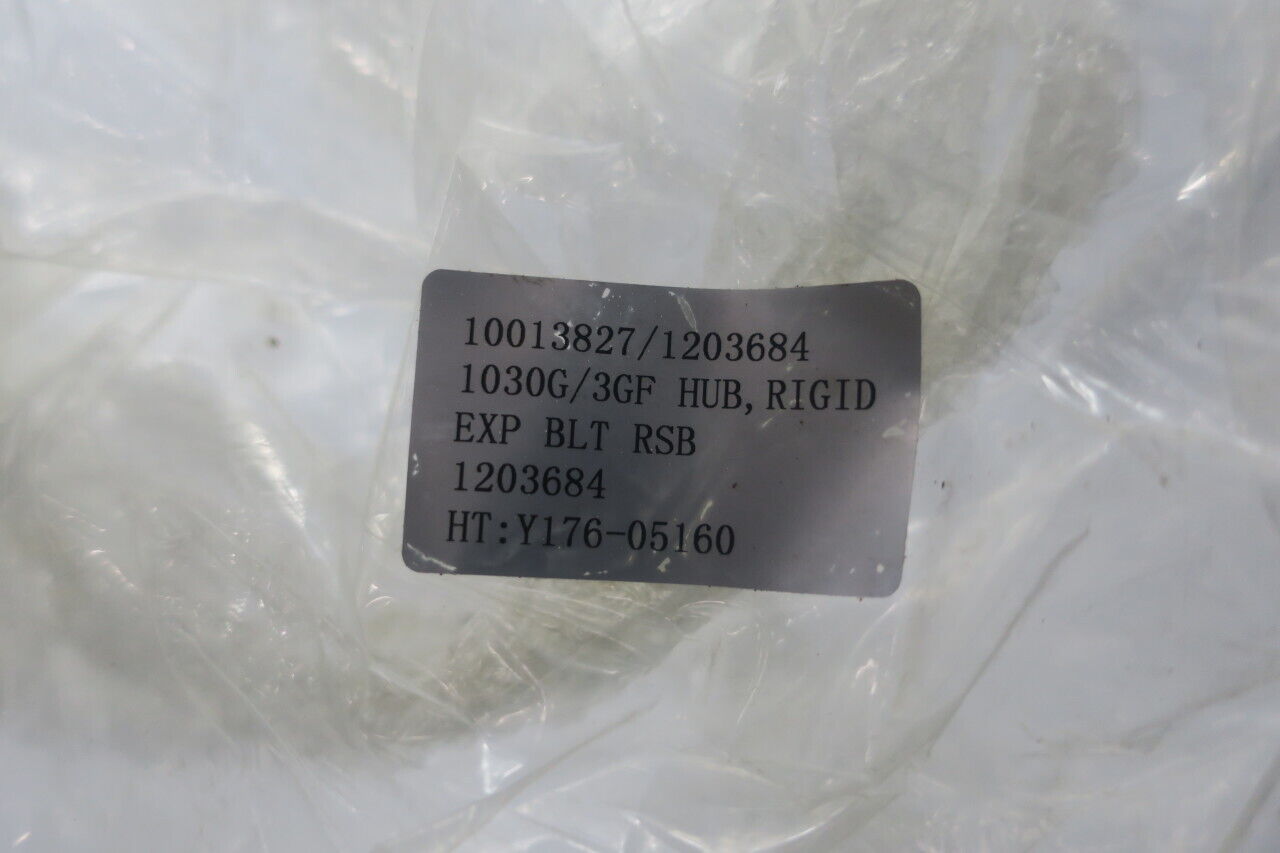 10013827/1203684
1030G/3GF HUB, RIGID
EXP BLT RSB
1203684
HT:Y176-05160